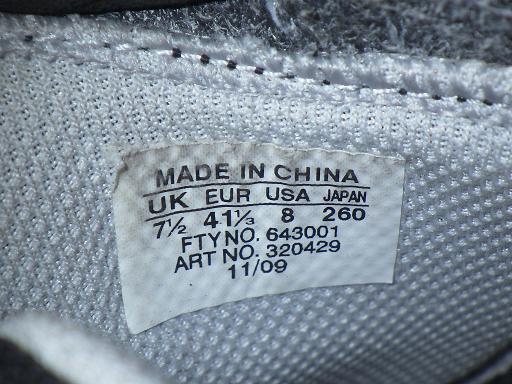 MADE IN CHINA
UK EUR USA JAPAN
7½ 41⅓ 8 260
FTY NO. 643001
ART NO. 320429
11/09